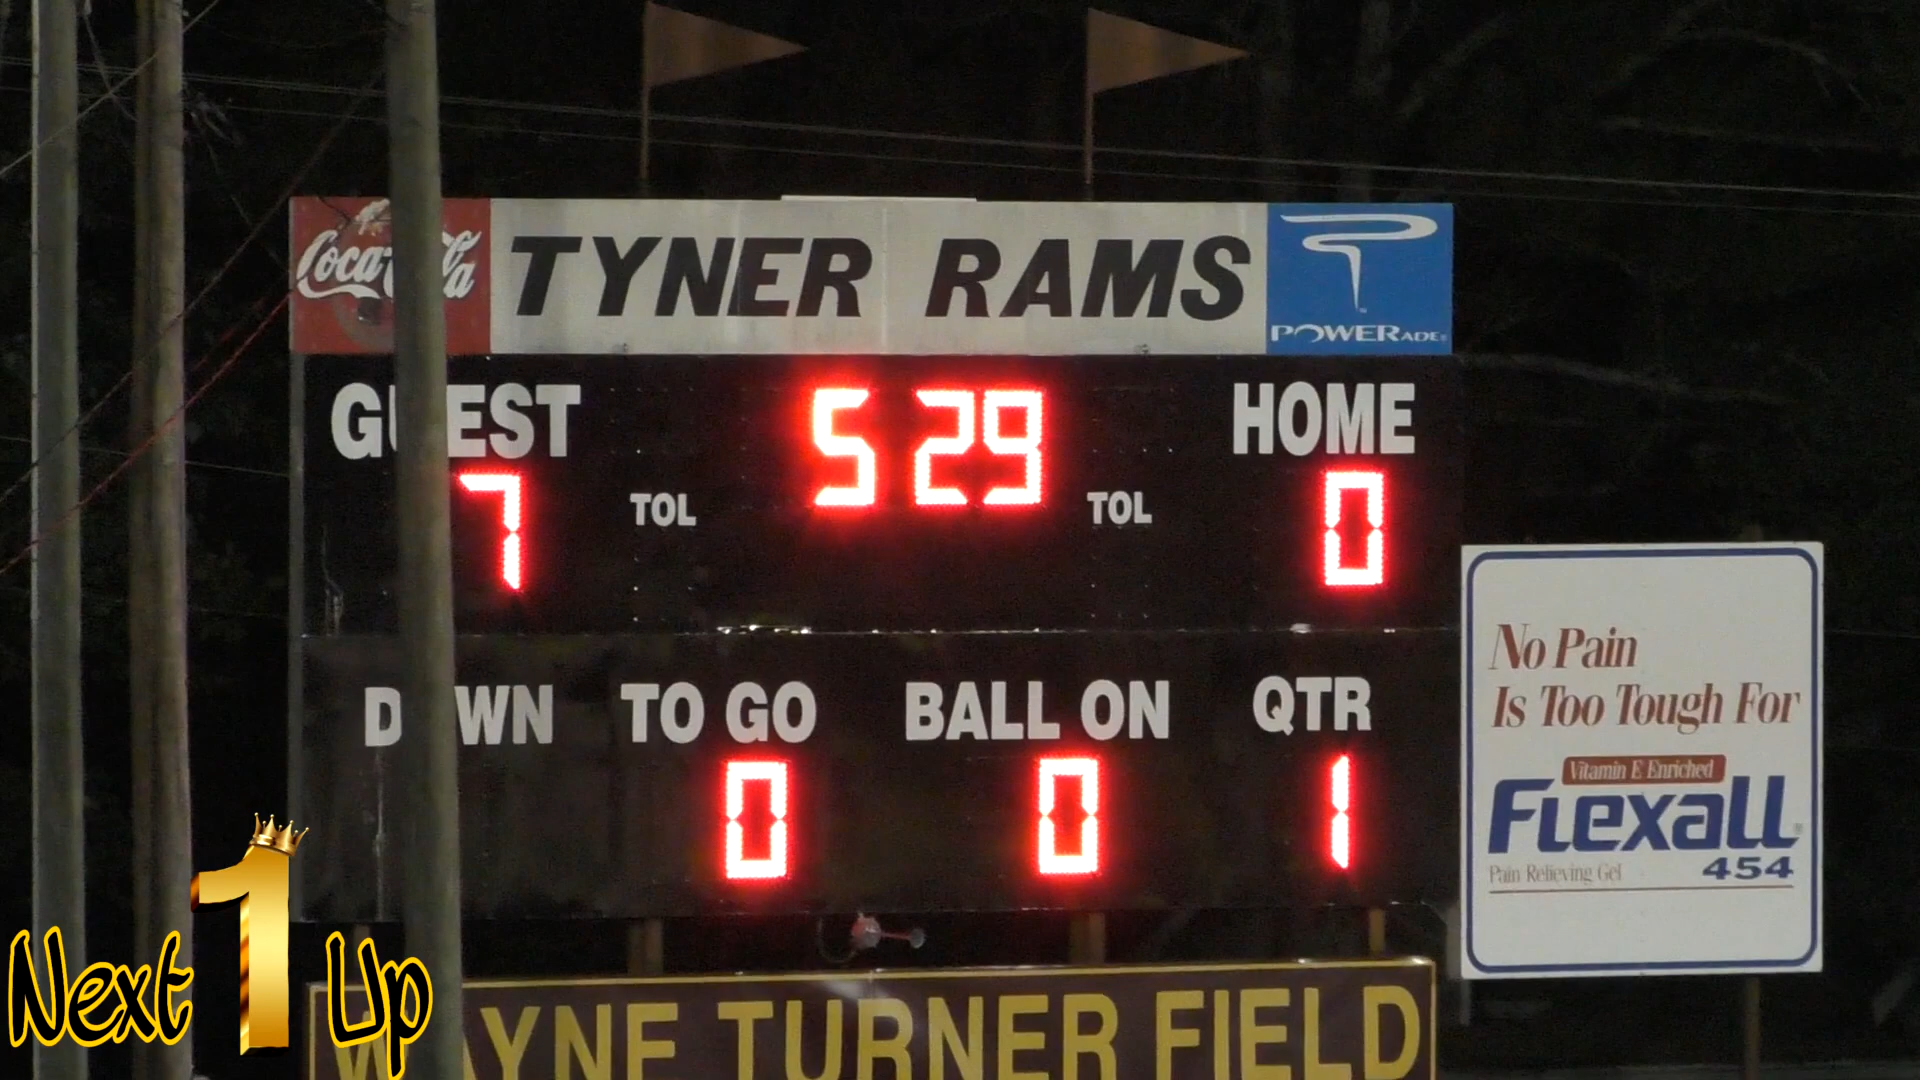 Coca-Cola
TYNER RAMS
POWERADE
GUEST
5 29
HOME
7
TOL
TOL
0
DOWN
TO GO
BALL ON
QTR
0
0
1
No Pain
Is Too Tough For
Vitamin E Enriched
Flexall
454
Pain Relieving Gel
Next 1 Up
WAYNE TURNER FIELD